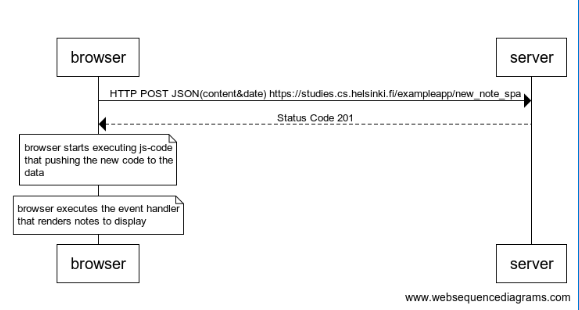 browser
server
HTTP POST JSON(content&date) https://studies.cs.helsinki.fi/exampleapp/new_note_spa
Status Code 201
browser starts executing js-code
that pushing the new code to the
data
browser executes the event handler
that renders notes to display
browser
server
www.websequencediagrams.com